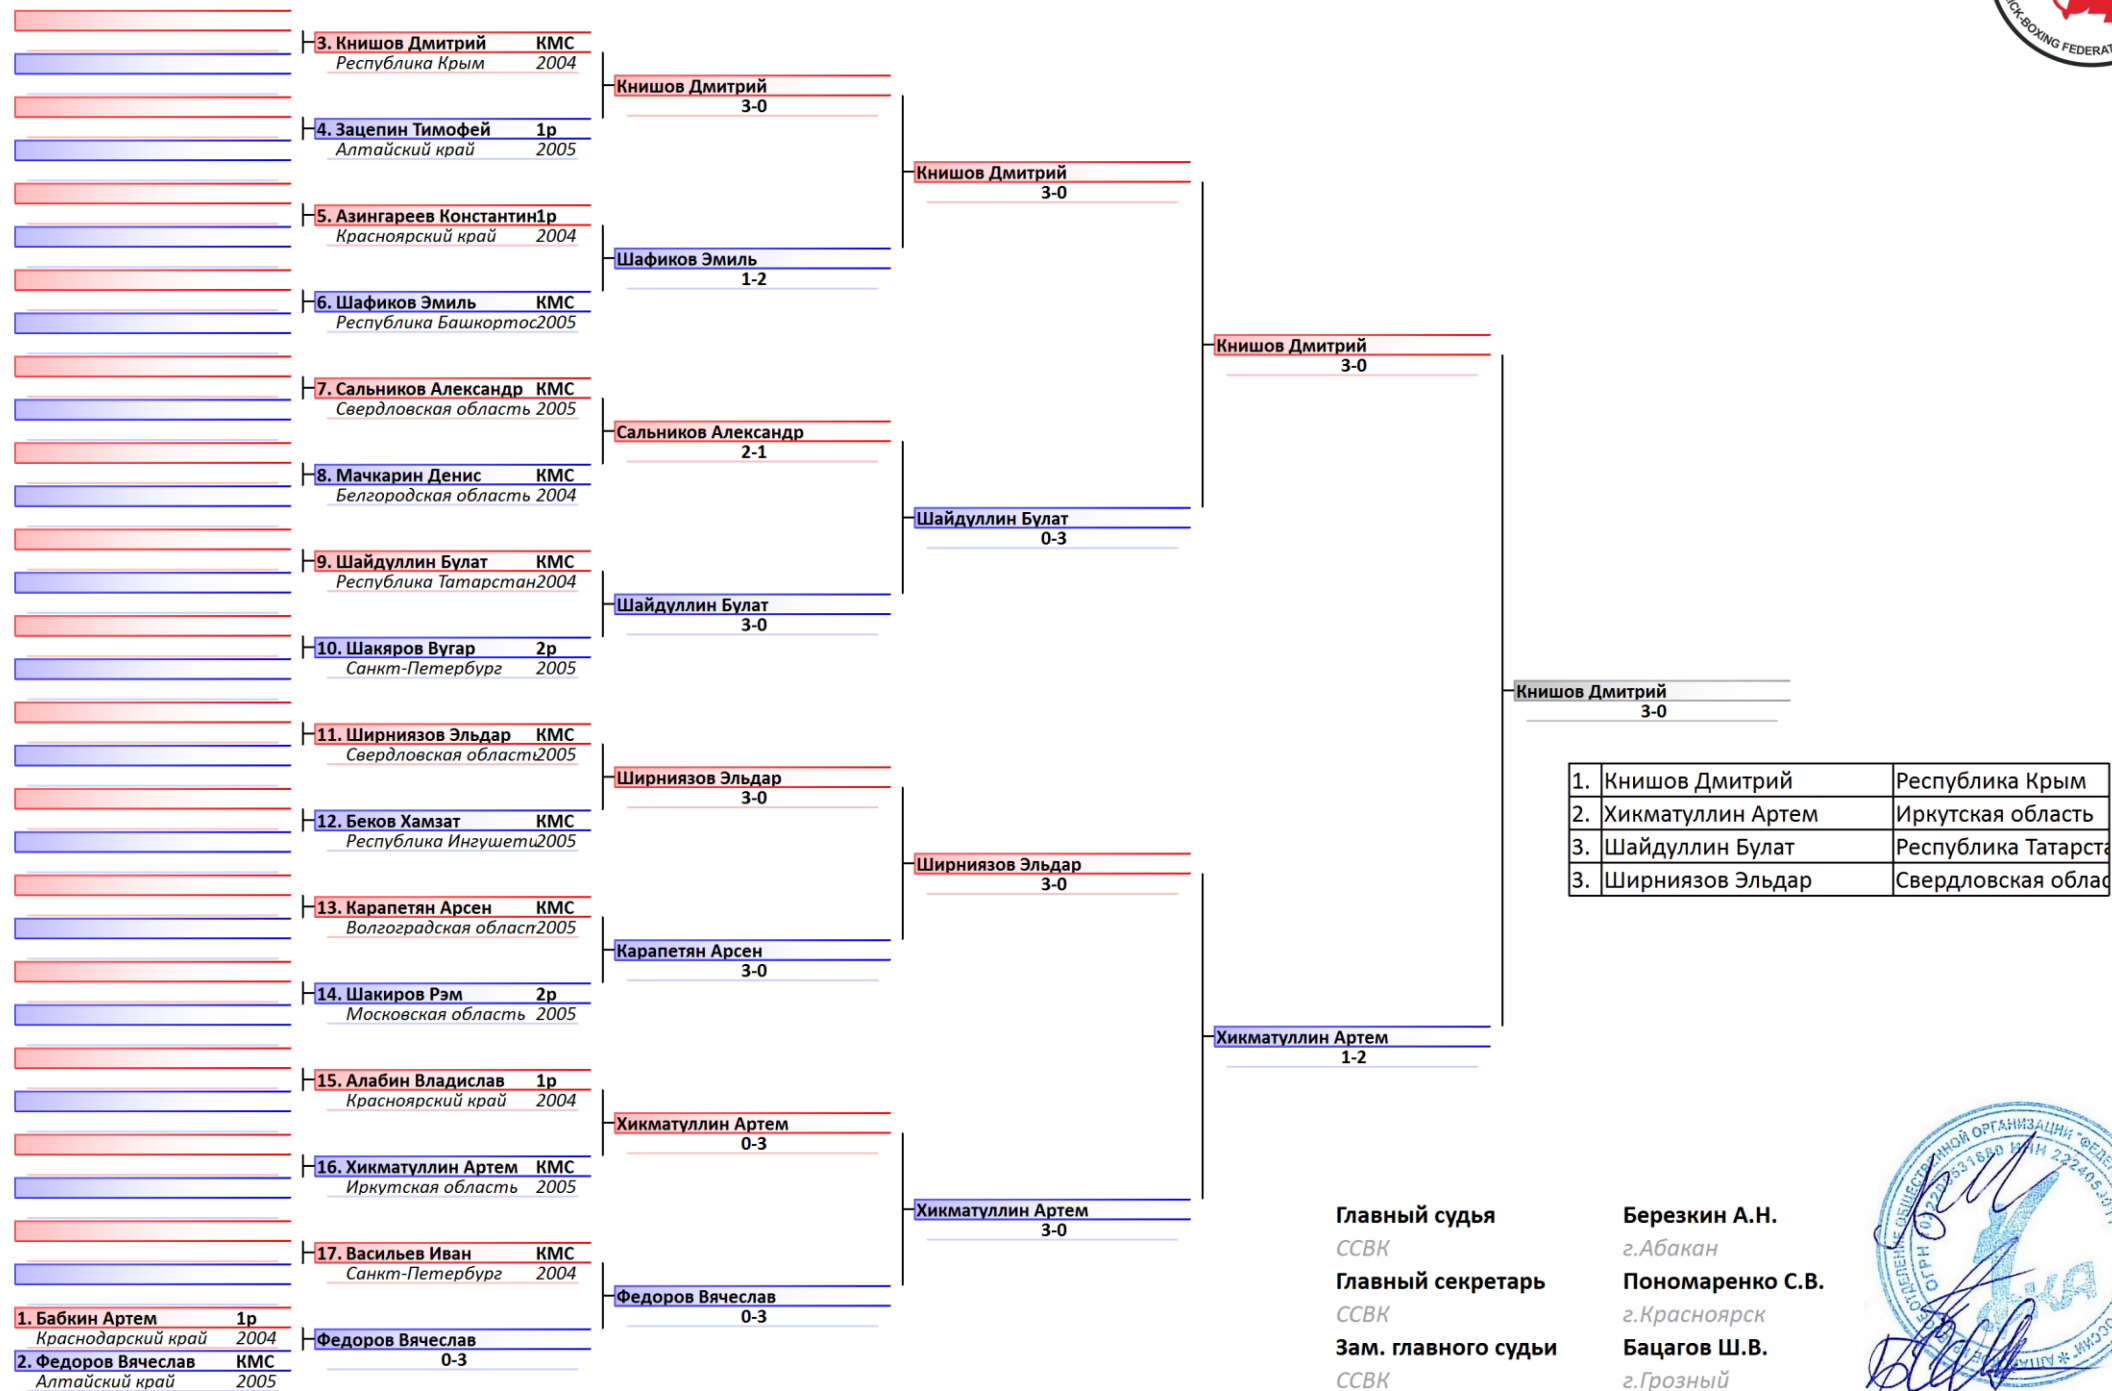 KICK-BOXING FEDERAT
3. Книшов Дмитрий КМС
Республика Крым 2004
Книшов Дмитрий
3-0
4. Зацепин Тимофей 1р
Алтайский край 2005
Книшов Дмитрий
3-0
5. Азингареев Константин1р
Красноярский край 2004
Шафиков Эмиль
1-2
6. Шафиков Эмиль КМС
Республика Башкортос2005
Книшов Дмитрий
3-0
7. Сальников Александр КМС
Свердловская область 2005
Сальников Александр
2-1
8. Мачкарин Денис КМС
Белгородская область 2004
Шайдуллин Булат
0-3
9. Шайдуллин Булат КМС
Республика Татарстан2004
Шайдуллин Булат
3-0
10. Шакяров Вугар 2р
Санкт-Петербург 2005
Книшов Дмитрий
3-0
11. Ширниязов Эльдар КМС
Свердловская область2005
Ширниязов Эльдар
3-0
1. Книшов Дмитрий Республика Крым
2. Хикматуллин Артем Иркутская область
3. Шайдуллин Булат Республика Татарста
3. Ширниязов Эльдар Свердловская облас
12. Беков Хамзат КМС
Республика Ингушети2005
Ширниязов Эльдар
3-0
13. Карапетян Арсен КМС
Волгоградская област2005
Карапетян Арсен
3-0
14. Шакиров Рэм 2р
Московская область 2005
Хикматуллин Артем
1-2
15. Алабин Владислав 1р
Красноярский край 2004
Хикматуллин Артем
0-3
16. Хикматуллин Артем КМС
Иркутская область 2005
Хикматуллин Артем
3-0
17. Васильев Иван КМС
Санкт-Петербург 2004
Федоров Вячеслав
0-3
1. Бабкин Артем 1р
Краснодарский край 2004
Федоров Вячеслав
0-3
2. Федоров Вячеслав КМС
Алтайский край 2005
Главный судья Березкин А.Н.
ССВК г.Абакан
Главный секретарь Пономаренко С.В.
ССВК г.Красноярск
Зам. главного судьи Бацагов Ш.В.
ССВК г.Грозный